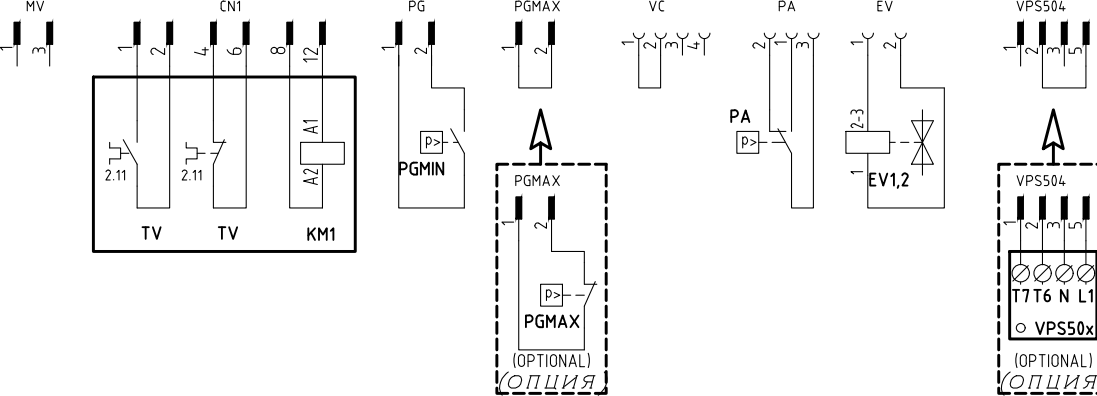 MV CN1 PG PGMAX VC PA EV VPS504
1 3 1 2 4 6 8 12 1 2 1 2 1 2 3 4 2 1 3 1 2 1 2 3 5
A1 PA 2-3
P> P> 
2.11 2.11 A2 PGMIN 1 EV1,2
PGMAX VPS504
1 2 1 2 3 5
TV TV KM1
P> T7 T6 N L1
PGMAX VPS50x
(OPTIONAL) (OPTIONAL)
(ОПЦИЯ) (ОПЦИЯ